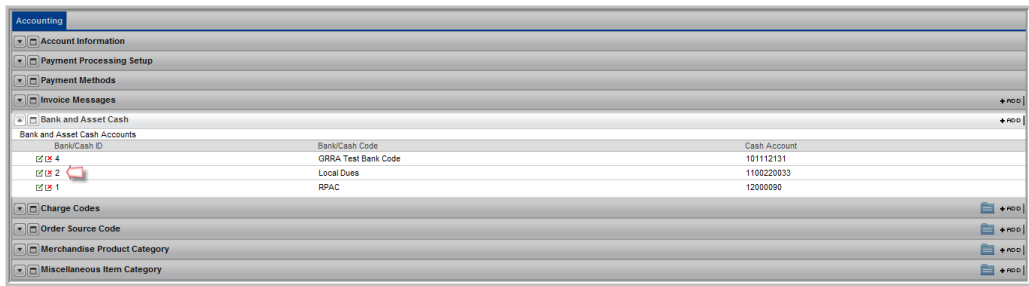 Accounting
Account Information
Payment Processing Setup
Payment Methods
Invoice Messages +ADD
Bank and Asset Cash +ADD
Bank and Asset Cash Accounts
Bank/Cash ID Bank/Cash Code Cash Account
4 GRRA Test Bank Code 101112131
2 Local Dues 1100220033
1 RPAC 12000090
Charge Codes +ADD
Order Source Code +ADD
Merchandise Product Category +ADD
Miscellaneous Item Category +ADD